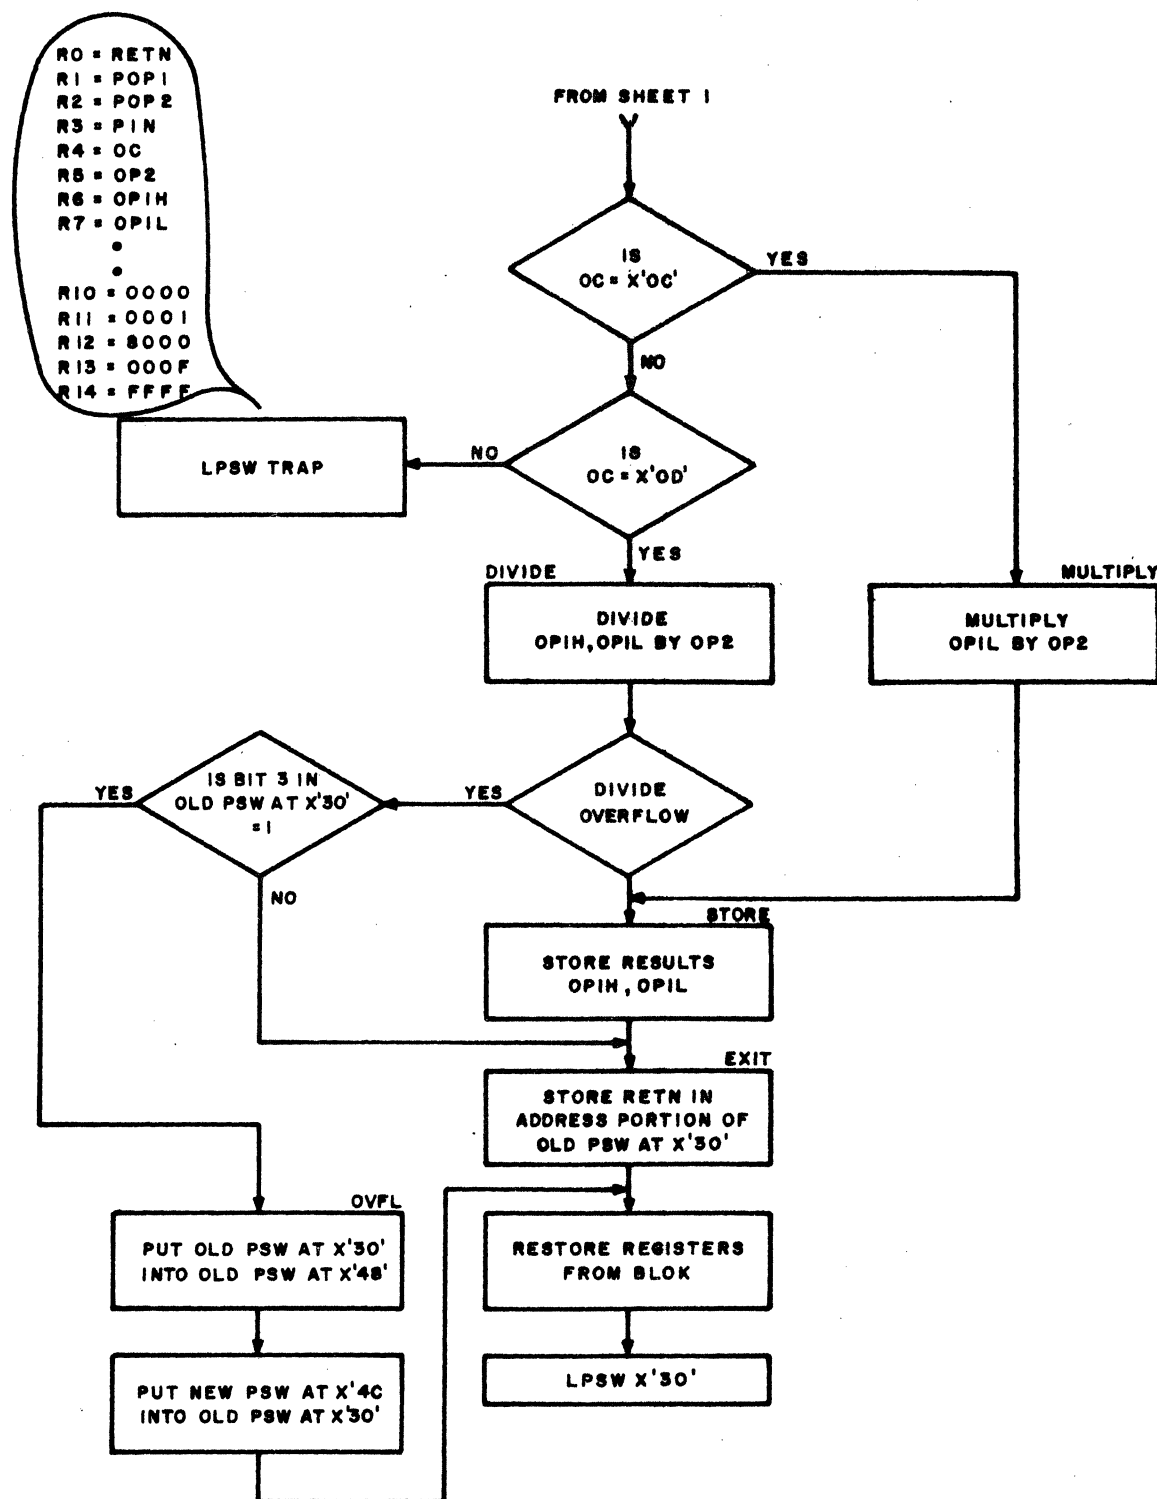 R0 = RETN
R1 = POP1
R2 = POP2
R3 = PIN
R4 = OC
R5 = OP2
R6 = OP1H
R7 = OP1L
R10 = 0000
R11 = 0001
R12 = 8000
R13 = 000F
R14 = FFFF
FROM SHEET 1
IS
OC = X'0C'
YES
NO
IS
OC = X'0D'
NO
LPSW TRAP
YES
DIVIDE
DIVIDE
OP1H, OP1L BY OP2
MULTIPLY
MULTIPLY
OP1L BY OP2
DIVIDE
OVERFLOW
YES
IS BIT 3 IN
OLD PSW AT X'30'
= 1
YES
NO
STORE
STORE RESULTS
OP1H, OP1L
EXIT
STORE RETN IN
ADDRESS PORTION OF
OLD PSW AT X'30'
OVFL
PUT OLD PSW AT X'30'
INTO OLD PSW AT X'48'
RESTORE REGISTERS
FROM BLOK
PUT NEW PSW AT X'4C
INTO OLD PSW AT X'30'
LPSW X'30'